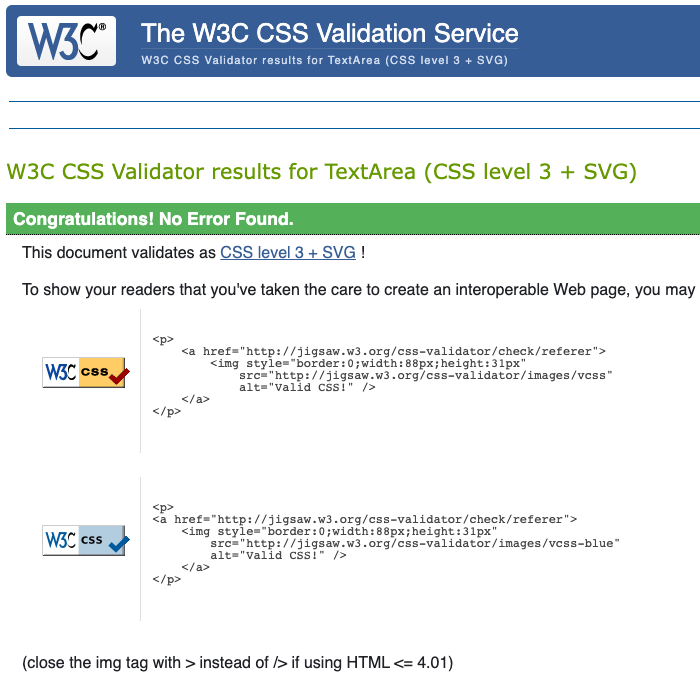 W3C®
The W3C CSS Validation Service
W3C CSS Validator results for TextArea (CSS level 3 + SVG)
W3C CSS Validator results for TextArea (CSS level 3 + SVG)
Congratulations! No Error Found.
This document validates as CSS level 3 + SVG !
To show your readers that you've taken the care to create an interoperable Web page, you may
W3C css
<p>
    <a href="http://jigsaw.w3.org/css-validator/check/referer">
        <img style="border:0;width:88px;height:31px"
            src="http://jigsaw.w3.org/css-validator/images/vcss"
            alt="Valid CSS!" />
    </a>
</p>
W3C css
<p>
<a href="http://jigsaw.w3.org/css-validator/check/referer">
    <img style="border:0;width:88px;height:31px"
        src="http://jigsaw.w3.org/css-validator/images/vcss-blue"
        alt="Valid CSS!" />
    </a>
</p>
(close the img tag with > instead of /> if using HTML <= 4.01)